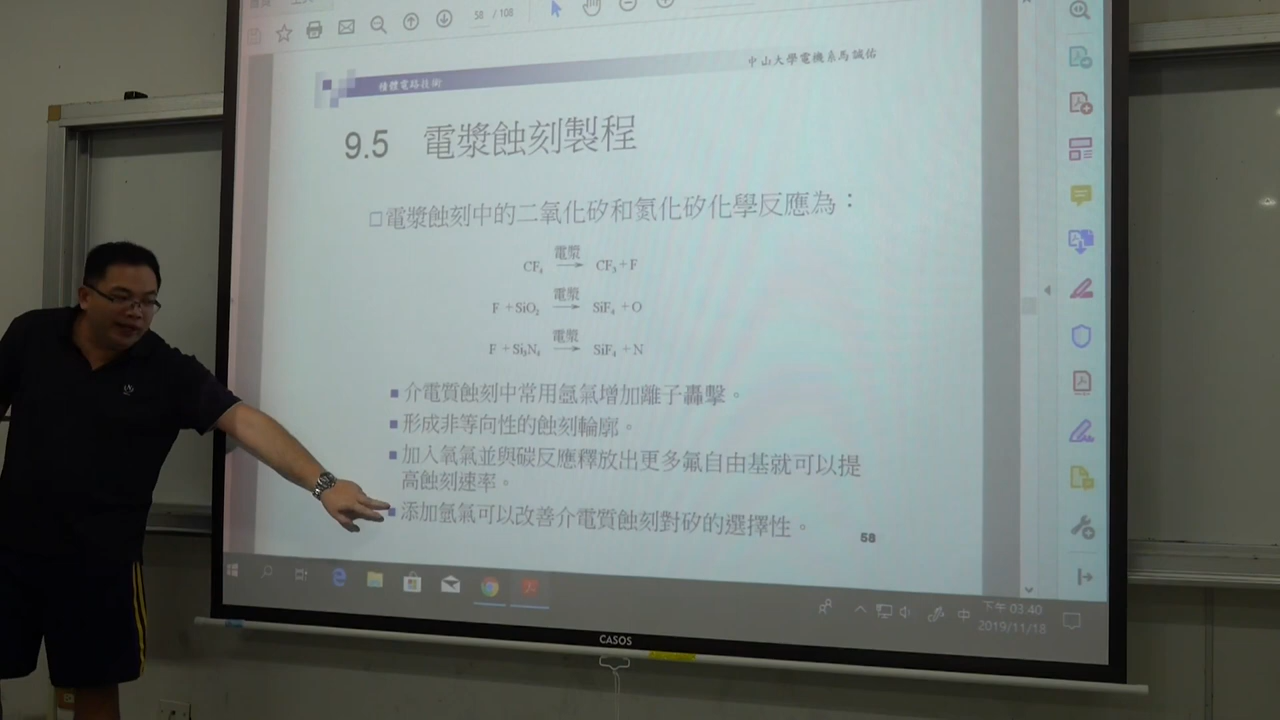 58 / 108
積體電路技術
中山大學電機系馬誠佑
9.5 電漿蝕刻製程
電漿蝕刻中的二氧化矽和氮化矽化學反應為：
電漿
CF₄ → CF₃+F
電漿
F +SiO₂ → SiF₄ +O
電漿
F +Si₃N₄ → SiF₄ +N
介電質蝕刻中常用氬氣增加離子轟擊。
形成非等向性的蝕刻輪廓。
加入氧氣並與碳反應釋放出更多氟自由基就可以提
高蝕刻速率。
添加氫氣可以改善介電質蝕刻對矽的選擇性。
58
中
下午 03:40
2019/11/18
CASOS